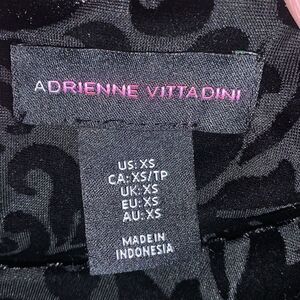 ADRIENNE VITTADINI
US: XS
CA: XS/TP
UK: XS
EU: XS
AU: XS
MADE IN
INDONESIA